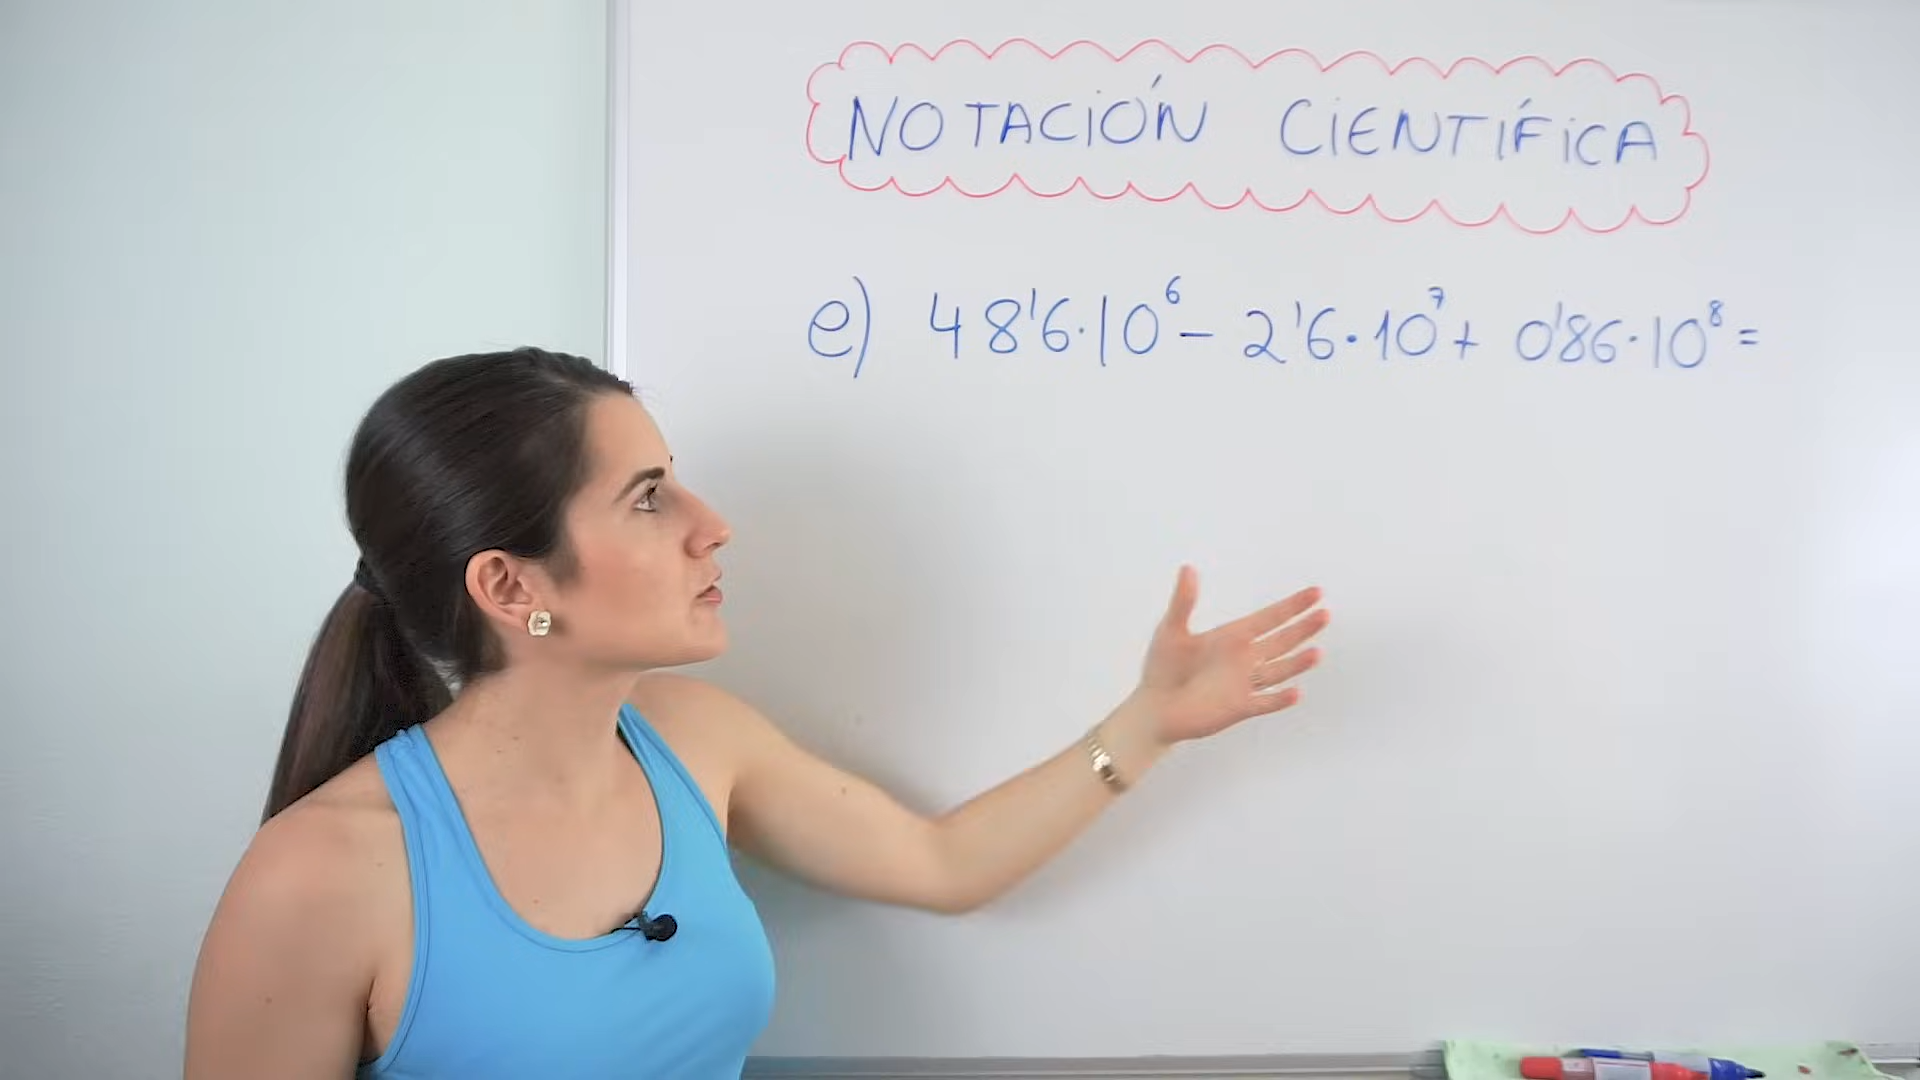 NOTACIÓN CIENTÍFICA
e) 48'6·10⁶ - 2'6·10⁷ + 0'86·10⁸ =